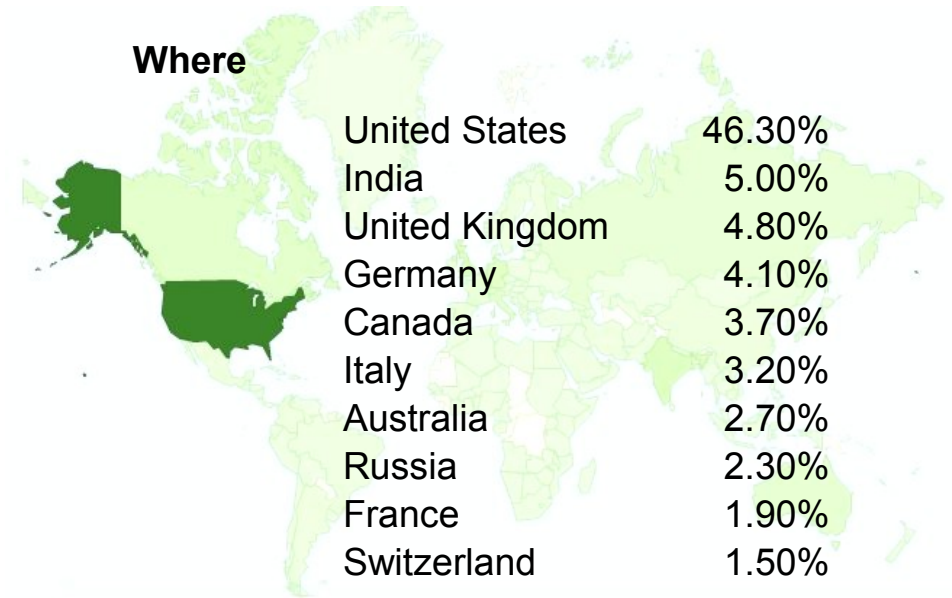 Where
United States 46.30%
India 5.00%
United Kingdom 4.80%
Germany 4.10%
Canada 3.70%
Italy 3.20%
Australia 2.70%
Russia 2.30%
France 1.90%
Switzerland 1.50%